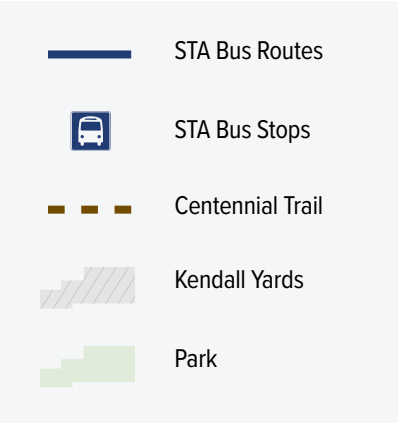 STA Bus Routes
STA Bus Stops
Centennial Trail
Kendall Yards
Park